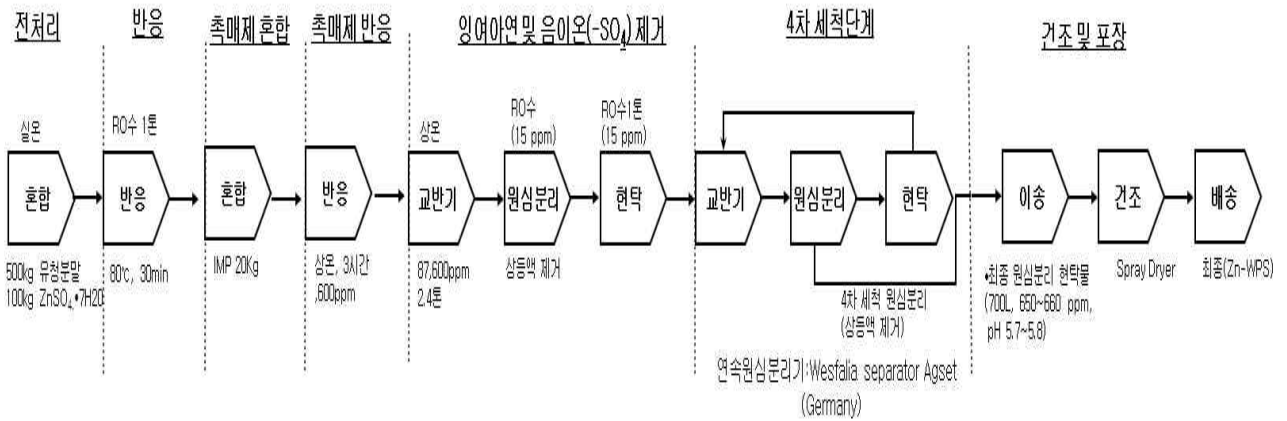 전처리
반응
촉매제 혼합
촉매제 반응
잉여아연 및 음이온(-SO4) 제거
4차 세척단계
건조 및 포장
실온
RO수 1톤
상온
RO수
(15 ppm)
RO수1톤
(15 ppm)
혼합
반응
혼합
반응
교반기
원심분리
현탁
교반기
원심분리
현탁
이송
건조
배송
500kg 유청분말
100kg ZnSO4•7H20
80℃, 30min
IMP 20Kg
상온, 3시간
,600ppm
87,600ppm
2.4톤
상등액 제거
4차 세척 원심분리
(상등액 제거)
연속원심분리기:Wesfalia separator Agset
(Germany)
•최종 원심분리 현탁물
(700L, 650~660 ppm,
pH 5.7~5.8)
Spray Dryer
최종(Zn-WPS)